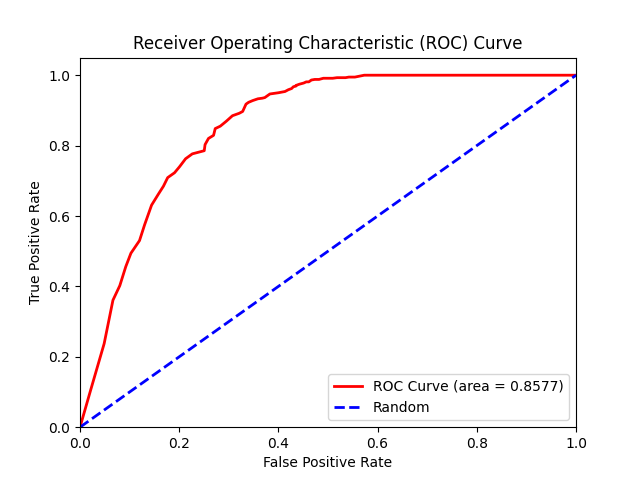 Receiver Operating Characteristic (ROC) Curve
True Positive Rate
1.0
0.8
0.6
0.4
0.2
0.0
0.0 0.2 0.4 0.6 0.8 1.0
False Positive Rate
ROC Curve (area = 0.8577)
Random